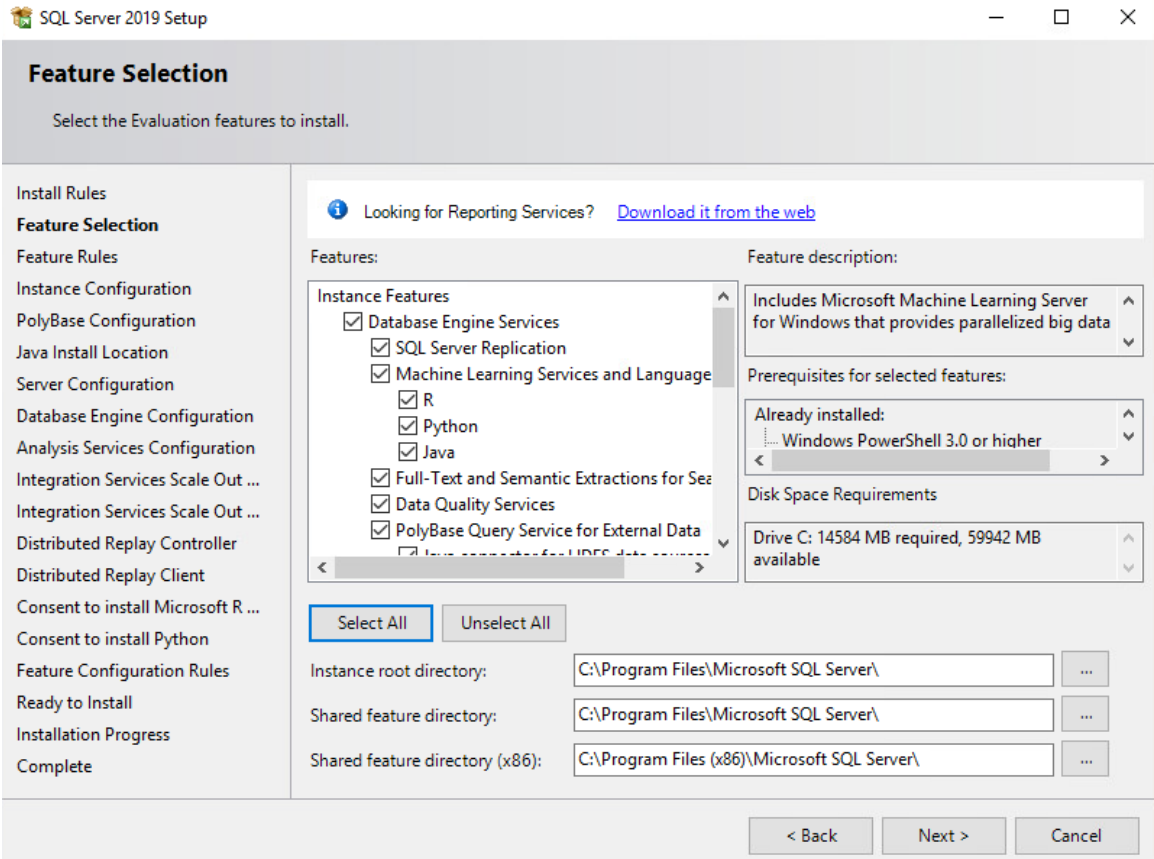 SQL Server 2019 Setup
Feature Selection
Select the Evaluation features to install.
Install Rules
Feature Selection
Feature Rules
Instance Configuration
PolyBase Configuration
Java Install Location
Server Configuration
Database Engine Configuration
Analysis Services Configuration
Integration Services Scale Out ...
Integration Services Scale Out ...
Distributed Replay Controller
Distributed Replay Client
Consent to install Microsoft R ...
Consent to install Python
Feature Configuration Rules
Ready to Install
Installation Progress
Complete
Looking for Reporting Services? Download it from the web
Features:
Instance Features
Database Engine Services
SQL Server Replication
Machine Learning Services and Language
R
Python
Java
Full-Text and Semantic Extractions for Sea
Data Quality Services
PolyBase Query Service for External Data
Java connector for HDFS data sources
Feature description:
Includes Microsoft Machine Learning Server
for Windows that provides parallelized big data
Prerequisites for selected features:
Already installed:
Windows PowerShell 3.0 or higher
Disk Space Requirements
Drive C: 14584 MB required, 59942 MB
available
Select All
Unselect All
Instance root directory: C:\Program Files\Microsoft SQL Server\ ...
Shared feature directory: C:\Program Files\Microsoft SQL Server\ ...
Shared feature directory (x86): C:\Program Files (x86)\Microsoft SQL Server\ ...
< Back
Next >
Cancel